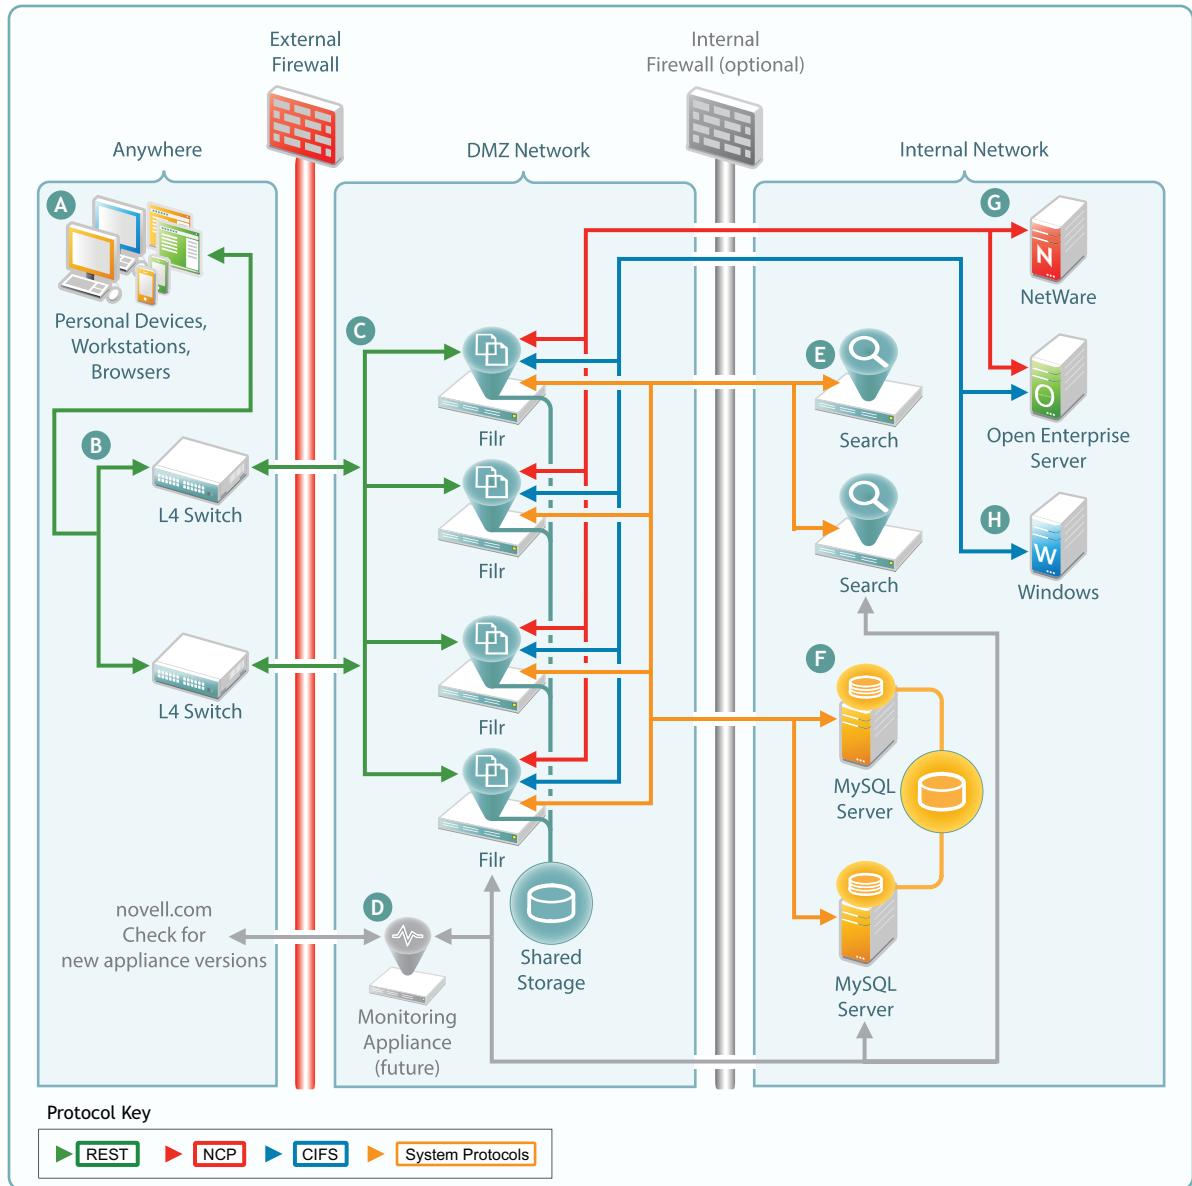 External
Firewall
Internal
Firewall (optional)
Anywhere
DMZ Network
Internal Network
A
Personal Devices,
Workstations,
Browsers
B
L4 Switch
L4 Switch
novell.com
Check for
new appliance versions
C
Filr
Filr
Filr
Filr
D
Monitoring
Appliance
(future)
Shared
Storage
E
Search
Search
F
MySQL
Server
MySQL
Server
G
N
NetWare
O
Open Enterprise
Server
H
W
Windows
Protocol Key
REST
NCP
CIFS
System Protocols